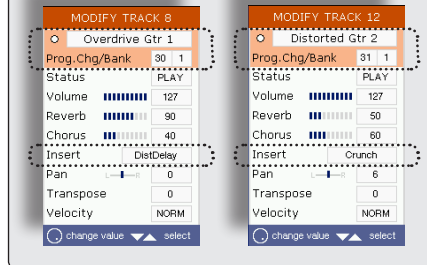 MODIFY TRACK 8
Overdrive Gtr 1
Prog.Chg/Bank 30 1
Status PLAY
Volume 127
Reverb 90
Chorus 40
Insert DistDelay
Pan L R 0
Transpose 0
Velocity NORM
change value select
MODIFY TRACK 12
Distorted Gtr 2
Prog.Chg/Bank 31 1
Status PLAY
Volume 127
Reverb 50
Chorus 60
Insert Crunch
Pan L R 6
Transpose 0
Velocity NORM
change value select